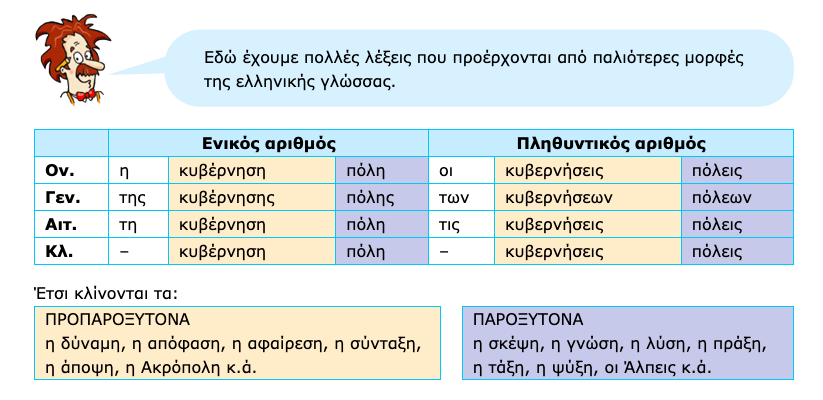 Εδώ έχουμε πολλές λέξεις που προέρχονται από παλιότερες μορφές
της ελληνικής γλώσσας.
Ενικός αριθμός Πληθυντικός αριθμός
Ον. η κυβέρνηση πόλη οι κυβερνήσεις πόλεις
Γεν. της κυβέρνησης πόλης των κυβερνήσεων πόλεων
Αιτ. τη κυβέρνηση πόλη τις κυβερνήσεις πόλεις
Κλ. – κυβέρνηση πόλη – κυβερνήσεις πόλεις
Έτσι κλίνονται τα:
ΠΡΟΠΑΡΟΞΥΤΟΝΑ
η δύναμη, η απόφαση, η αφαίρεση, η σύνταξη,
η άποψη, η Ακρόπολη κ.ά.
ΠΑΡΟΞΥΤΟΝΑ
η σκέψη, η γνώση, η λύση, η πράξη,
η τάξη, η ψύξη, οι Άλπεις κ.ά.